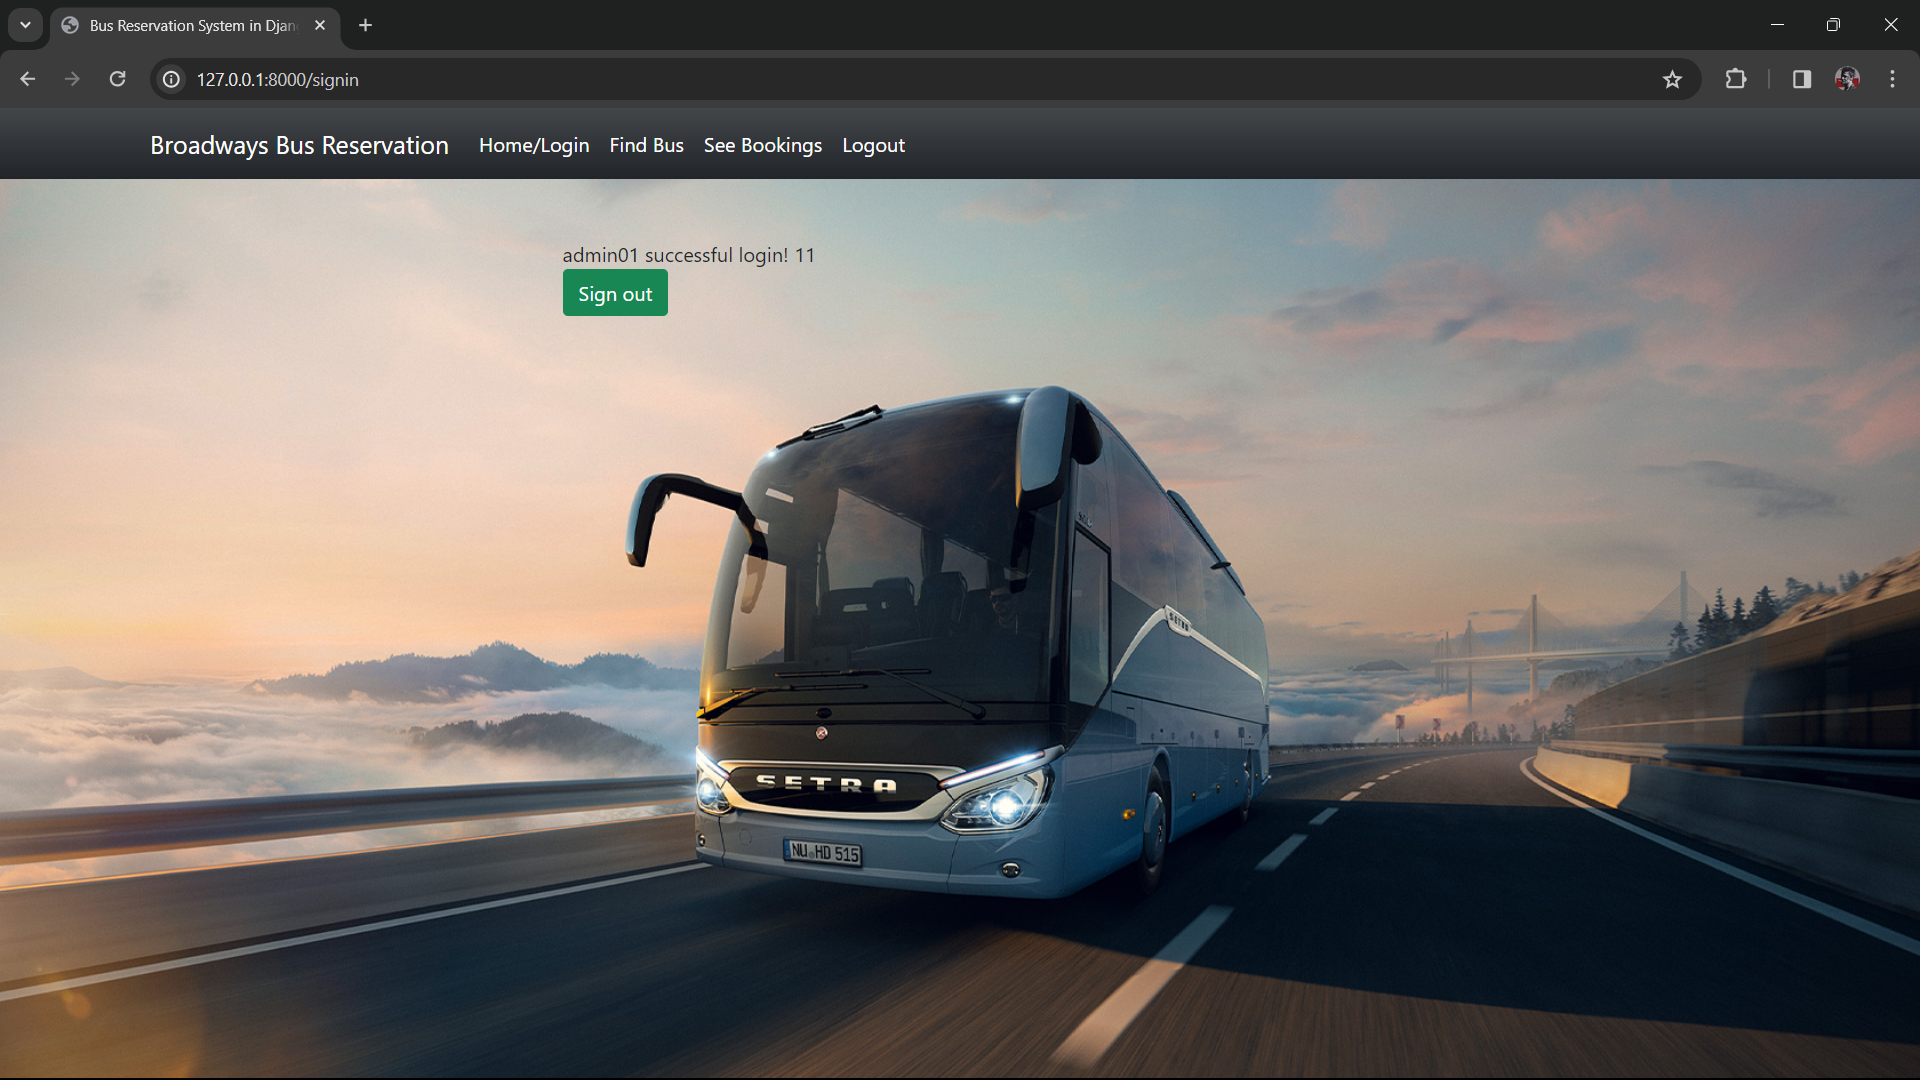 Bus Reservation System in Djan
127.0.0.1:8000/signin
Broadways Bus Reservation Home/Login Find Bus See Bookings Logout
admin01 successful login! 11
Sign out
SETRA
SETRA
NU HD 515